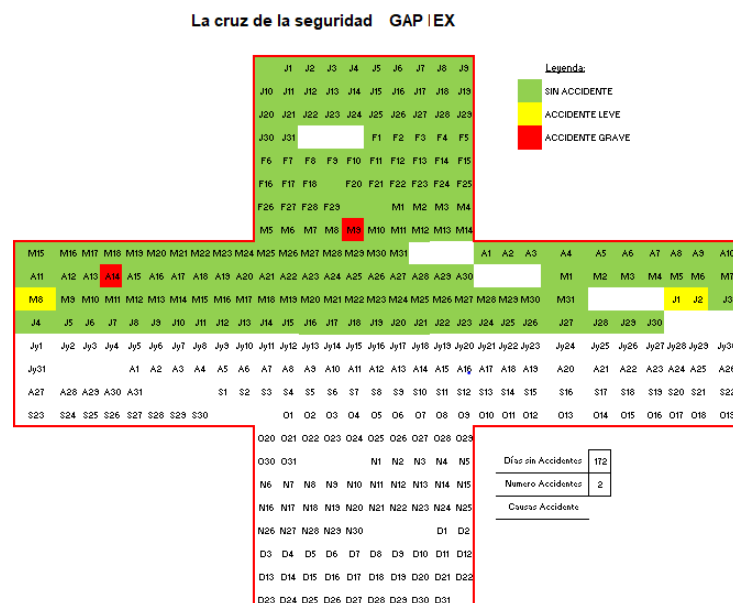 La cruz de la seguridad GAP EX
J1 J2 J3 J4 J5 J6 J7 J8 J9
Leyenda:
J10 J11 J12 J13 J14 J15 J16 J17 J18 J19
SIN ACCIDENTE
J20 J21 J22 J23 J24 J25 J26 J27 J28 J29
ACCIDENTE LEVE
J30 J31 F1 F2 F3 F4 F5
ACCIDENTE GRAVE
F6 F7 F8 F9 F10 F11 F12 F13 F14 F15
F16 F17 F18 F20 F21 F22 F23 F24 F25
F26 F27 F28 F29 M1 M2 M3 M4
M5 M6 M7 M8 M9 M10 M11 M12 M13 M14
M15 M16 M17 M18 M19 M20 M21 M22 M23 M24 M25 M26 M27 M28 M29 M30 M31 A1 A2 A3 A4 A5 A6 A7 A8 A9 A10
A11 A12 A13 A14 A15 A16 A17 A18 A19 A20 A21 A22 A23 A24 A25 A26 A27 A28 A29 A30 M1 M2 M3 M4 M5 M6 M7
M8 M9 M10 M11 M12 M13 M14 M15 M16 M17 M18 M19 M20 M21 M22 M23 M24 M25 M26 M27 M28 M29 M30 M31 J1 J2 J3
J4 J5 J6 J7 J8 J9 J10 J11 J12 J13 J14 J15 J16 J17 J18 J19 J20 J21 J22 J23 J24 J25 J26 J27 J28 J29 J30
Jy1 Jy2 Jy3 Jy4 Jy5 Jy6 Jy7 Jy8 Jy9 Jy10 Jy11 Jy12 Jy13 Jy14 Jy15 Jy16 Jy17 Jy18 Jy19 Jy20 Jy21 Jy22 Jy23 Jy24 Jy25 Jy26 Jy27 Jy28 Jy29 Jy30
Jy31 A1 A2 A3 A4 A5 A6 A7 A8 A9 A10 A11 A12 A13 A14 A15 A16 A17 A18 A19 A20 A21 A22 A23 A24 A25 A26
A27 A28 A29 A30 A31 S1 S2 S3 S4 S5 S6 S7 S8 S9 S10 S11 S12 S13 S14 S15 S16 S17 S18 S19 S20 S21 S22
S23 S24 S25 S26 S27 S28 S29 S30 O1 O2 O3 O4 O5 O6 O7 O8 O9 O10 O11 O12 O13 O14 O15 O16 O17 O18 O19
O20 O21 O22 O23 O24 O25 O26 O27 O28 O29
O30 O31 N1 N2 N3 N4 N5
Días sin Accidentes 172
N6 N7 N8 N9 N10 N11 N12 N13 N14 N15
Numero Accidentes 2
N16 N17 N18 N19 N20 N21 N22 N23 N24 N25
Causas Accidente
N26 N27 N28 N29 N30 D1 D2
D3 D4 D5 D6 D7 D8 D9 D10 D11 D12
D13 D14 D15 D16 D17 D18 D19 D20 D21 D22
D23 D24 D25 D26 D27 D28 D29 D30 D31